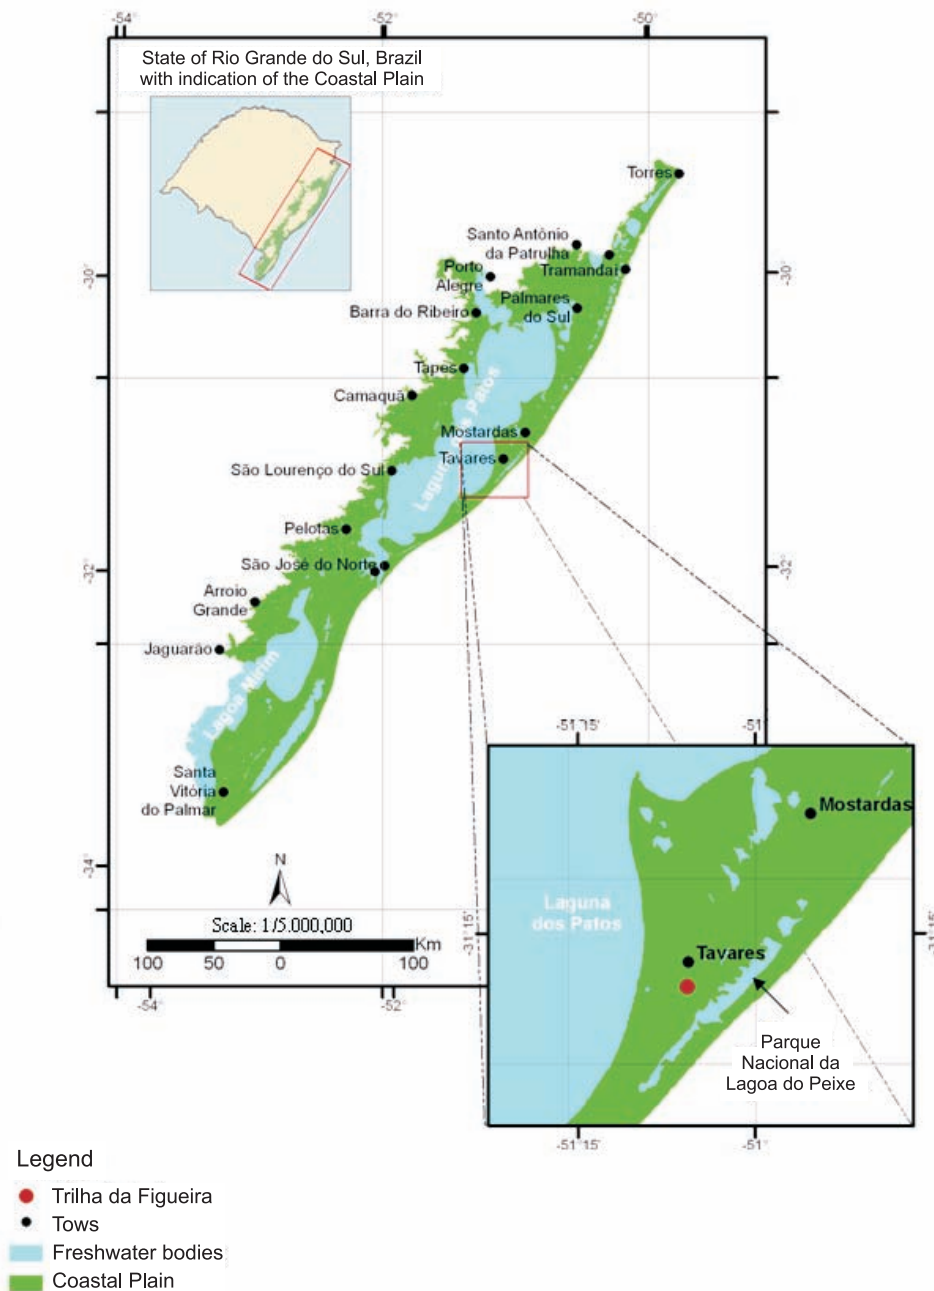 -54°
-52°
-50°
State of Rio Grande do Sul, Brazil
with indication of the Coastal Plain
Torres
Santo Antônio
da Patrulha
Tramandaí
Porto
Alegre
Palmares
do Sul
Barra do Ribeiro
-30°
-30°
Tapes
Camaquã
Laguna dos Patos
Mostardas
Tavares
São Lourenço do Sul
Pelotas
São José do Norte
-32°
-32°
Arroio
Grande
Jaguarão
Lagoa Mirim
Santa
Vitória
do Palmar
-34°
N
Scale: 1/5.000,000
Km
100
50
0
100
-54°
-52°
-51°15'
-51°
Mostardas
Laguna
dos Patos
-31°15'
-31°15'
Tavares
Parque
Nacional da
Lagoa do Peixe
-51°15'
-51°
Legend
Trilha da Figueira
Tows
Freshwater bodies
Coastal Plain